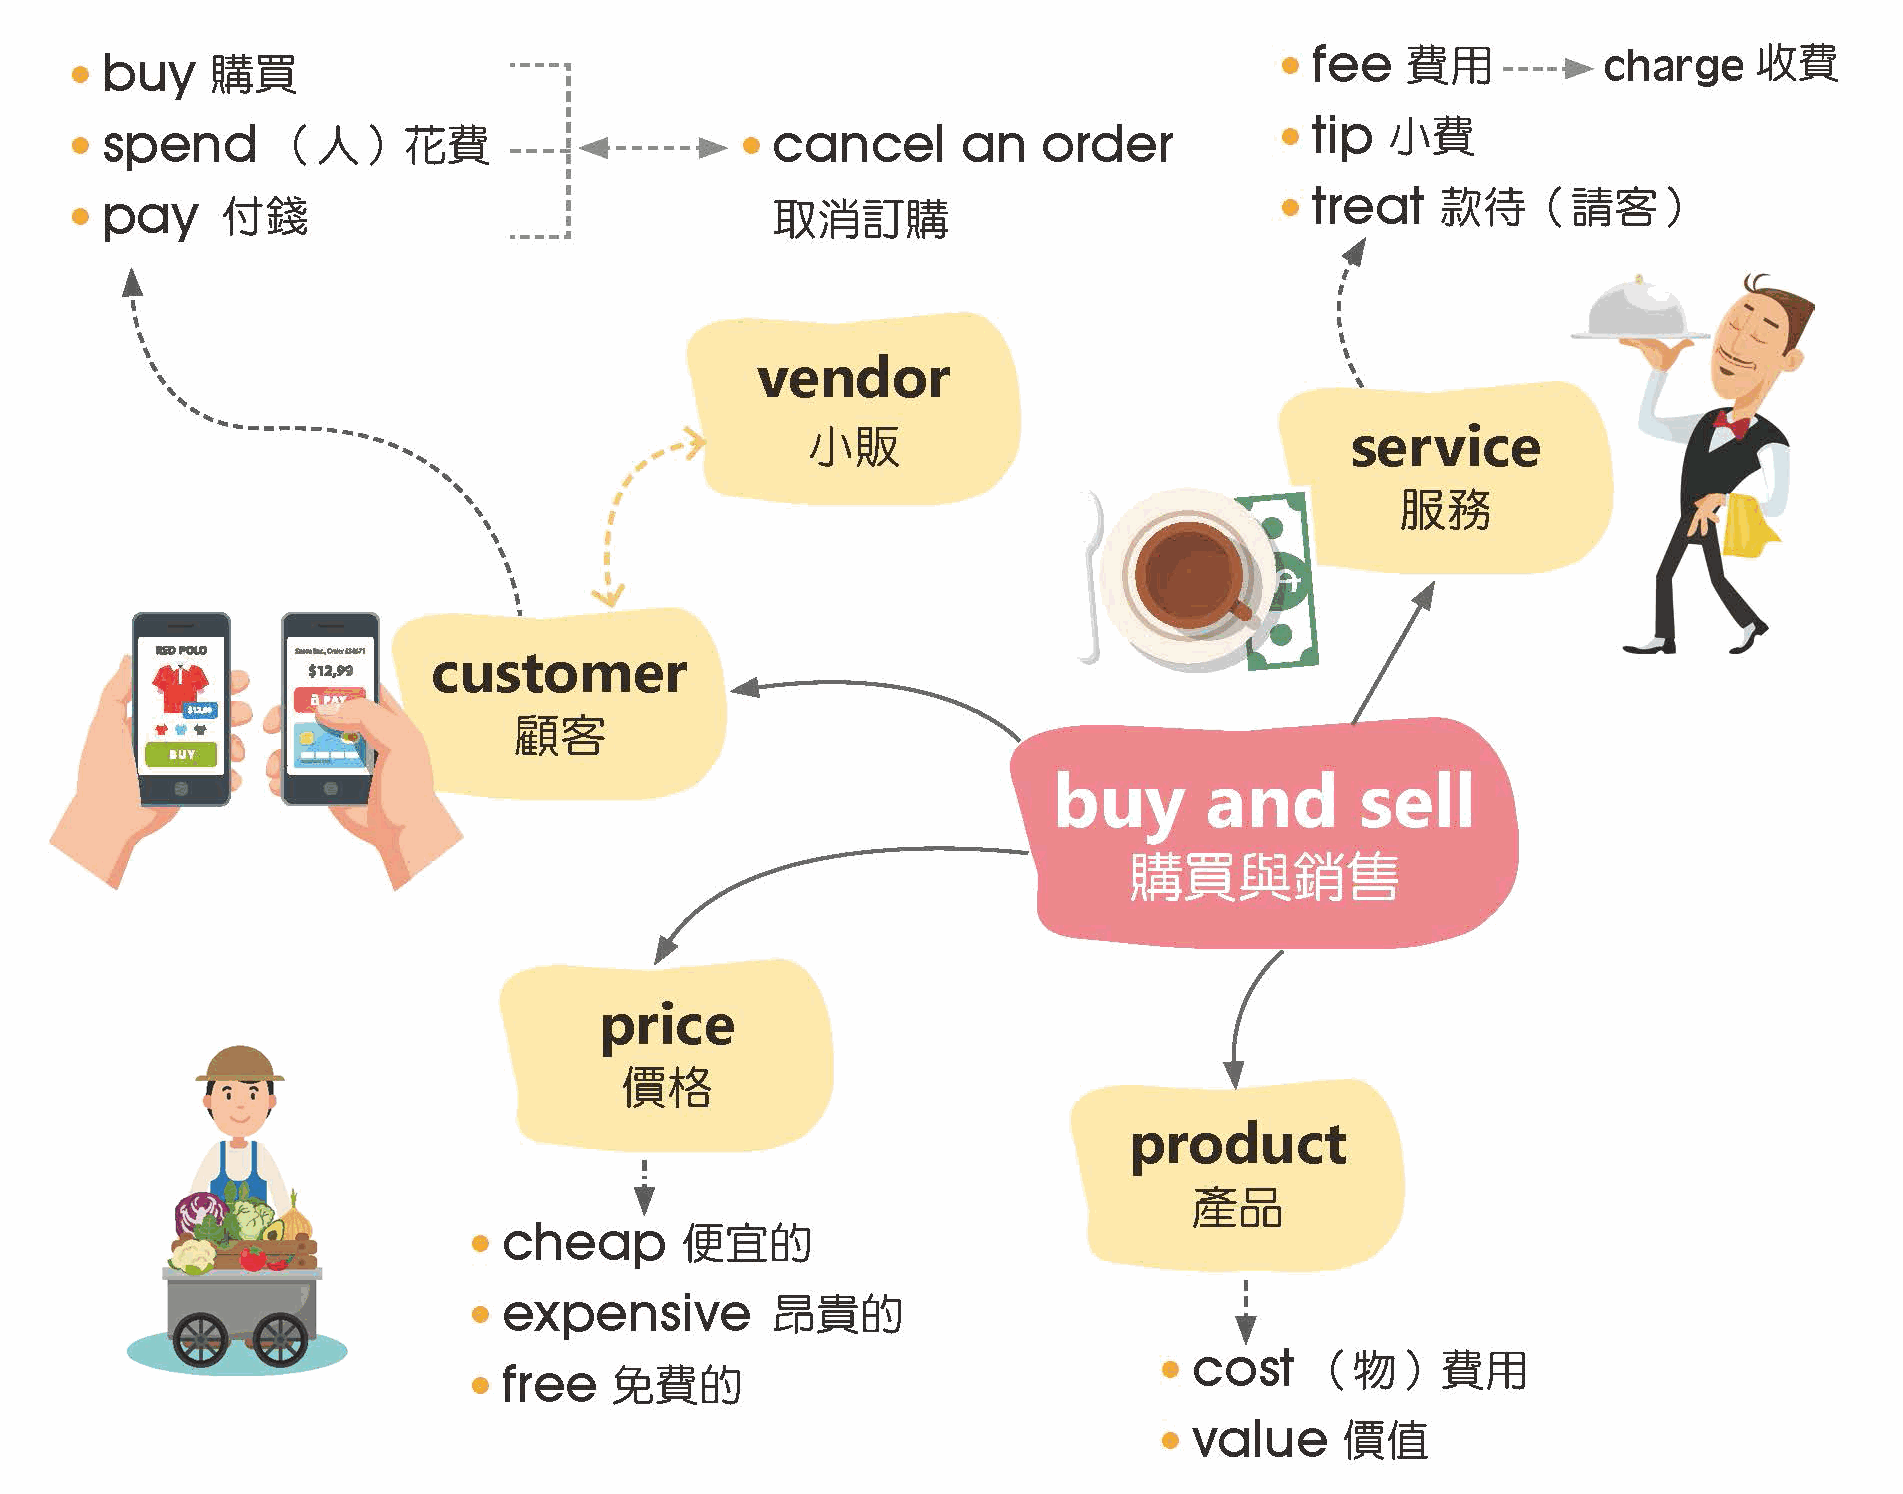 buy 購買
spend （人）花費
pay 付錢
cancel an order
取消訂購
fee 費用
charge 收費
tip 小費
treat 款待（請客）
vendor
小販
service
服務
RED POLO
$12,99
BUY
$12,99
PAY
customer
顧客
buy and sell
購買與銷售
price
價格
cheap 便宜的
expensive 昂貴的
free 免費的
product
產品
cost （物）費用
value 價值